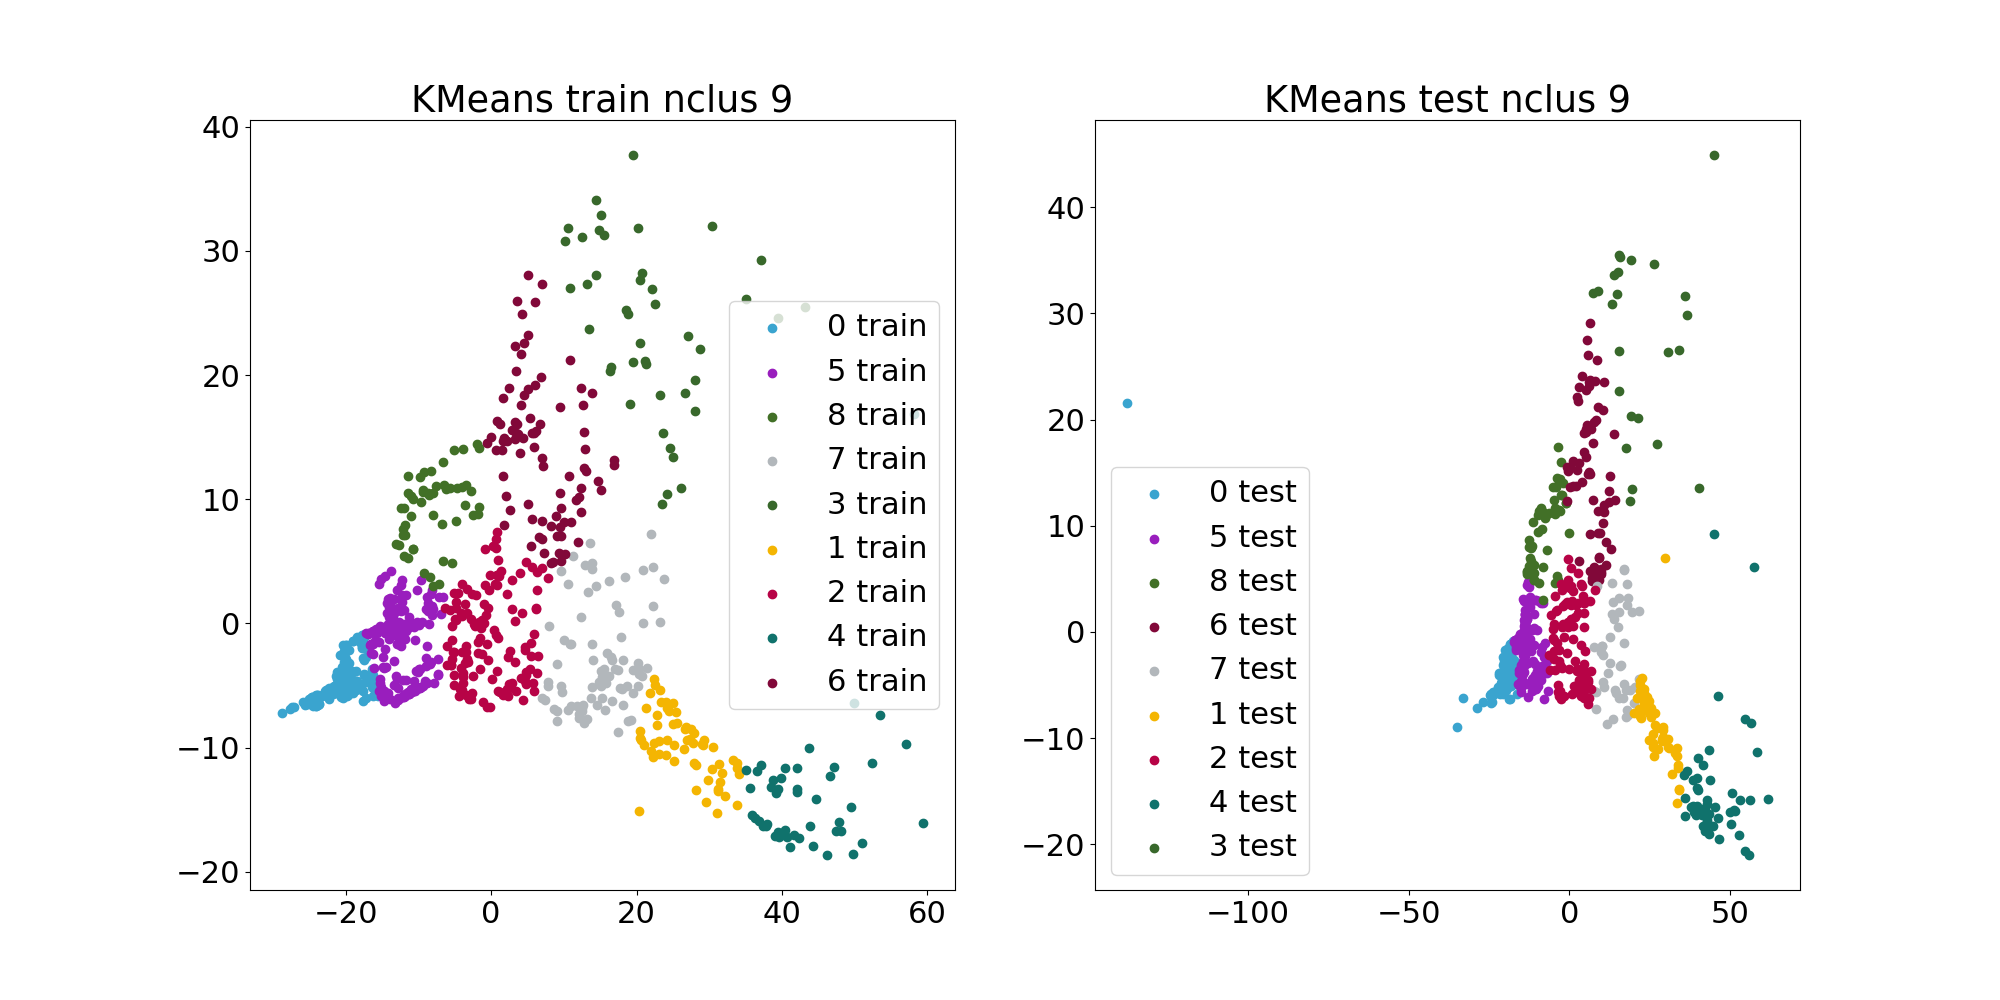 KMeans train nclus 9
40
30
20
10
0
−10
−20
−20 0 20 40 60
0 train
5 train
8 train
7 train
3 train
1 train
2 train
4 train
6 train
KMeans test nclus 9
40
30
20
10
0
−10
−20
−100 −50 0 50
0 test
5 test
8 test
6 test
7 test
1 test
2 test
4 test
3 test